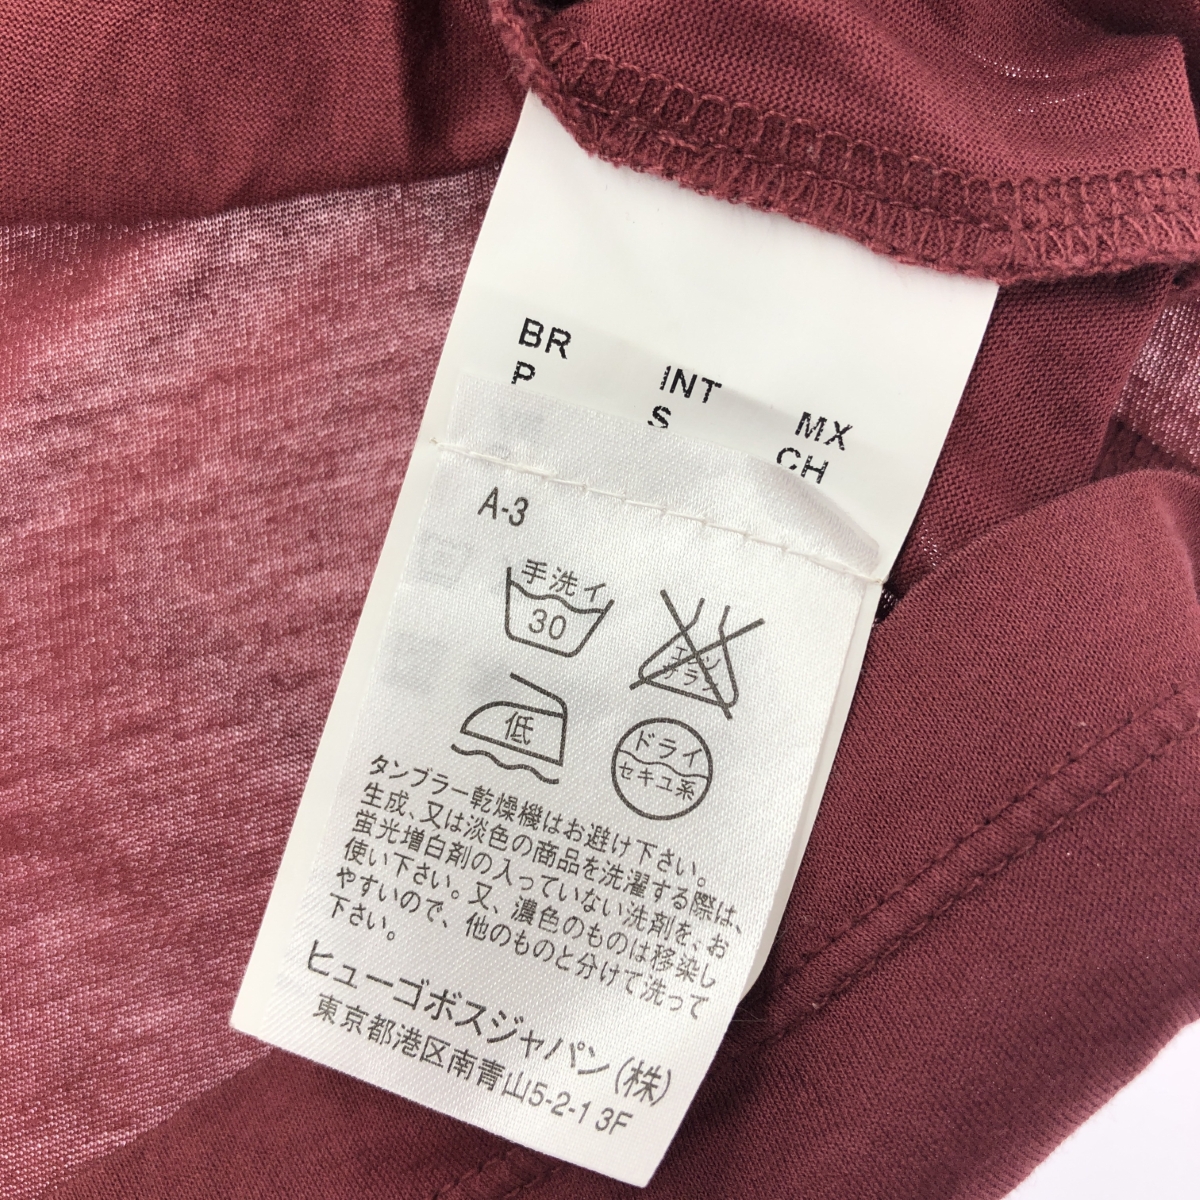 BR
P
INT
S
MX
CH
A-3
手洗イ
30
エンソ
サラシ
低
ドライ
セキユ系
タンブラー乾燥機はお避け下さい。
生成、又は淡色の商品を洗濯する際は、
蛍光増白剤の入っていない洗剤を、お
使い下さい。又、濃色のものは移染し
やすいので、他のものと分けて洗って
下さい。
ヒューゴボスジャパン(株)
東京都港区南青山5-2-1 3F